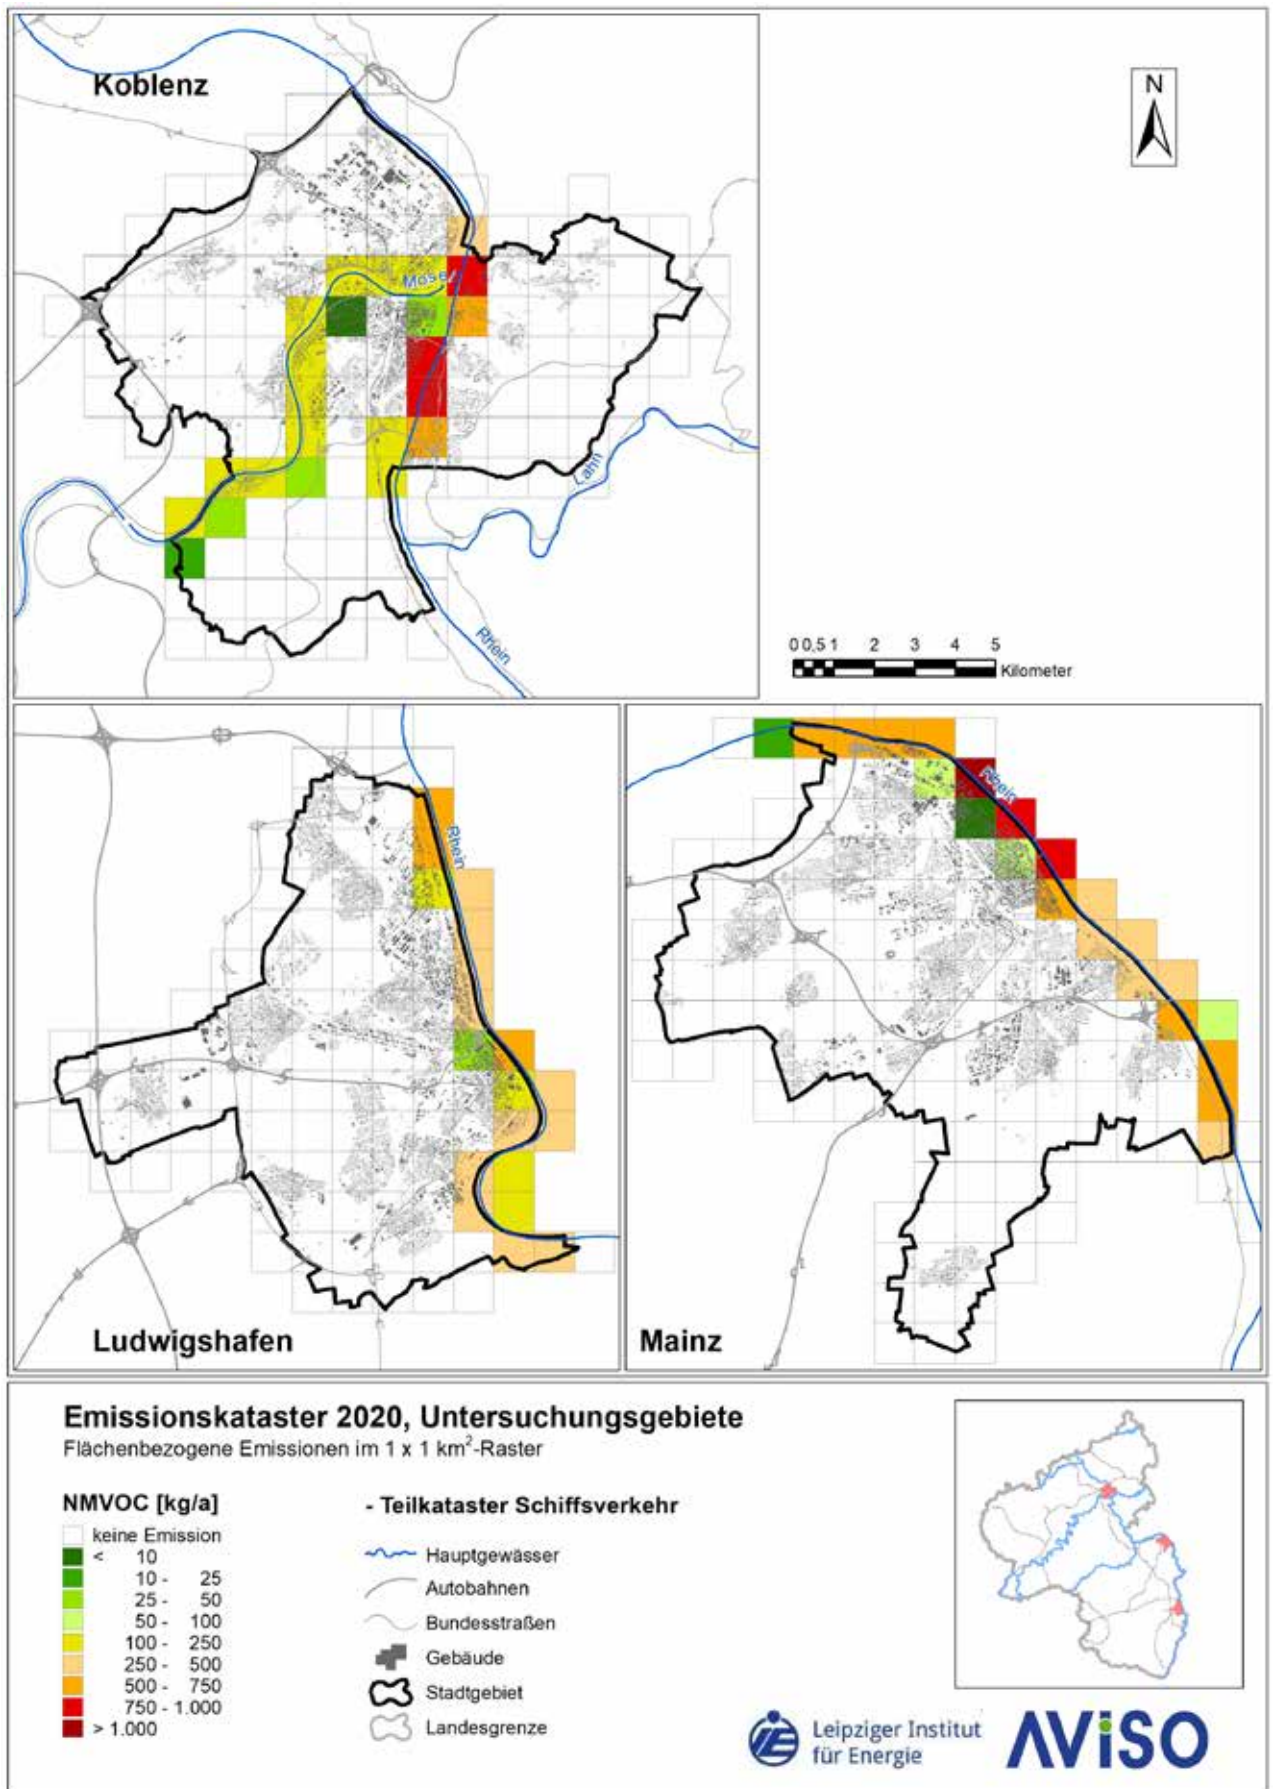 Koblenz
N
Mosel
Lahn
Rhein
0 0,5 1 2 3 4 5
Kilometer
Rhein
Ludwigshafen
Rhein
Mainz
Emissionskataster 2020, Untersuchungsgebiete
Flächenbezogene Emissionen im 1 x 1 km²-Raster
NMVOC [kg/a]
keine Emission
< 10
10 - 25
25 - 50
50 - 100
100 - 250
250 - 500
500 - 750
750 - 1.000
> 1.000
- Teilkataster Schiffsverkehr
Hauptgewässer
Autobahnen
Bundesstraßen
Gebäude
Stadtgebiet
Landesgrenze
Leipziger Institut
für Energie
AViSO